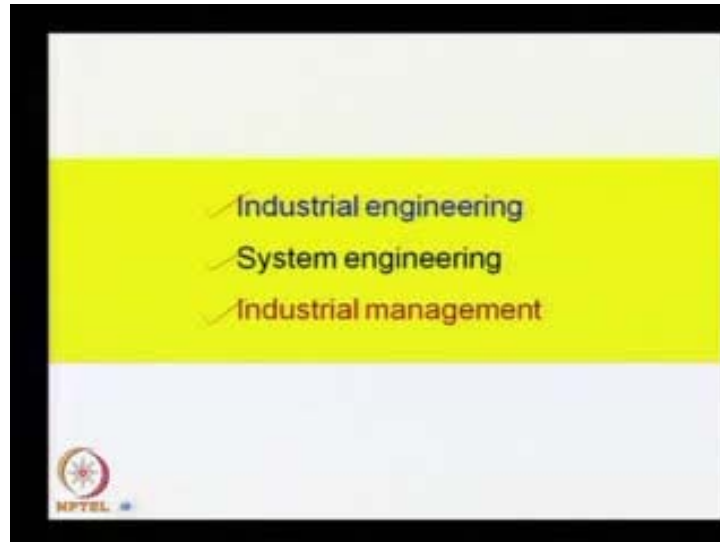 Industrial engineering
System engineering
Industrial management
NPTEL